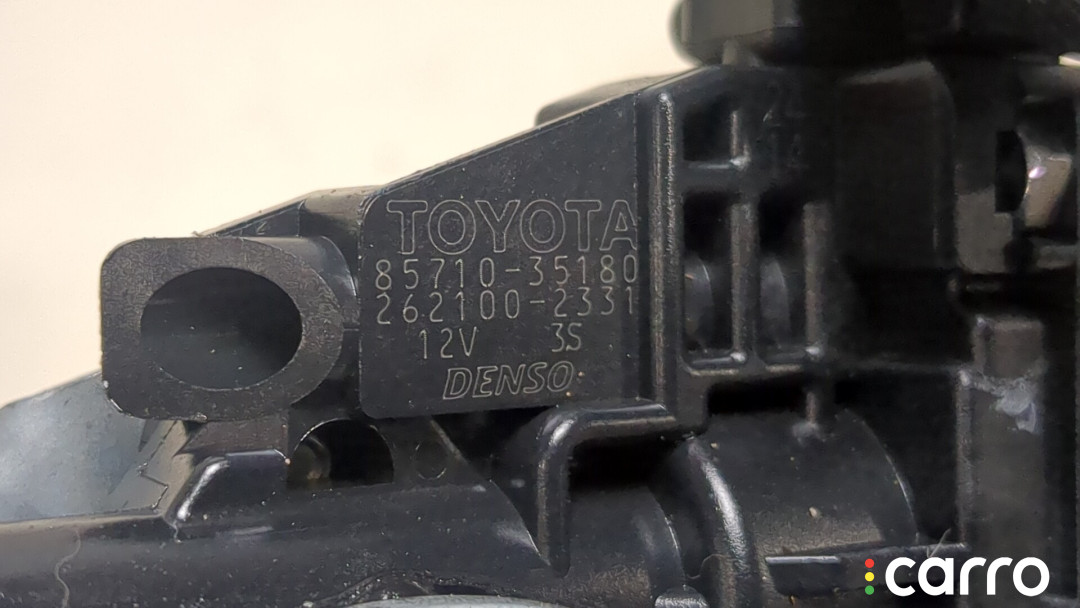 TOYOTA
85710-35180
262100-2331
12V 3S
DENSO
carro